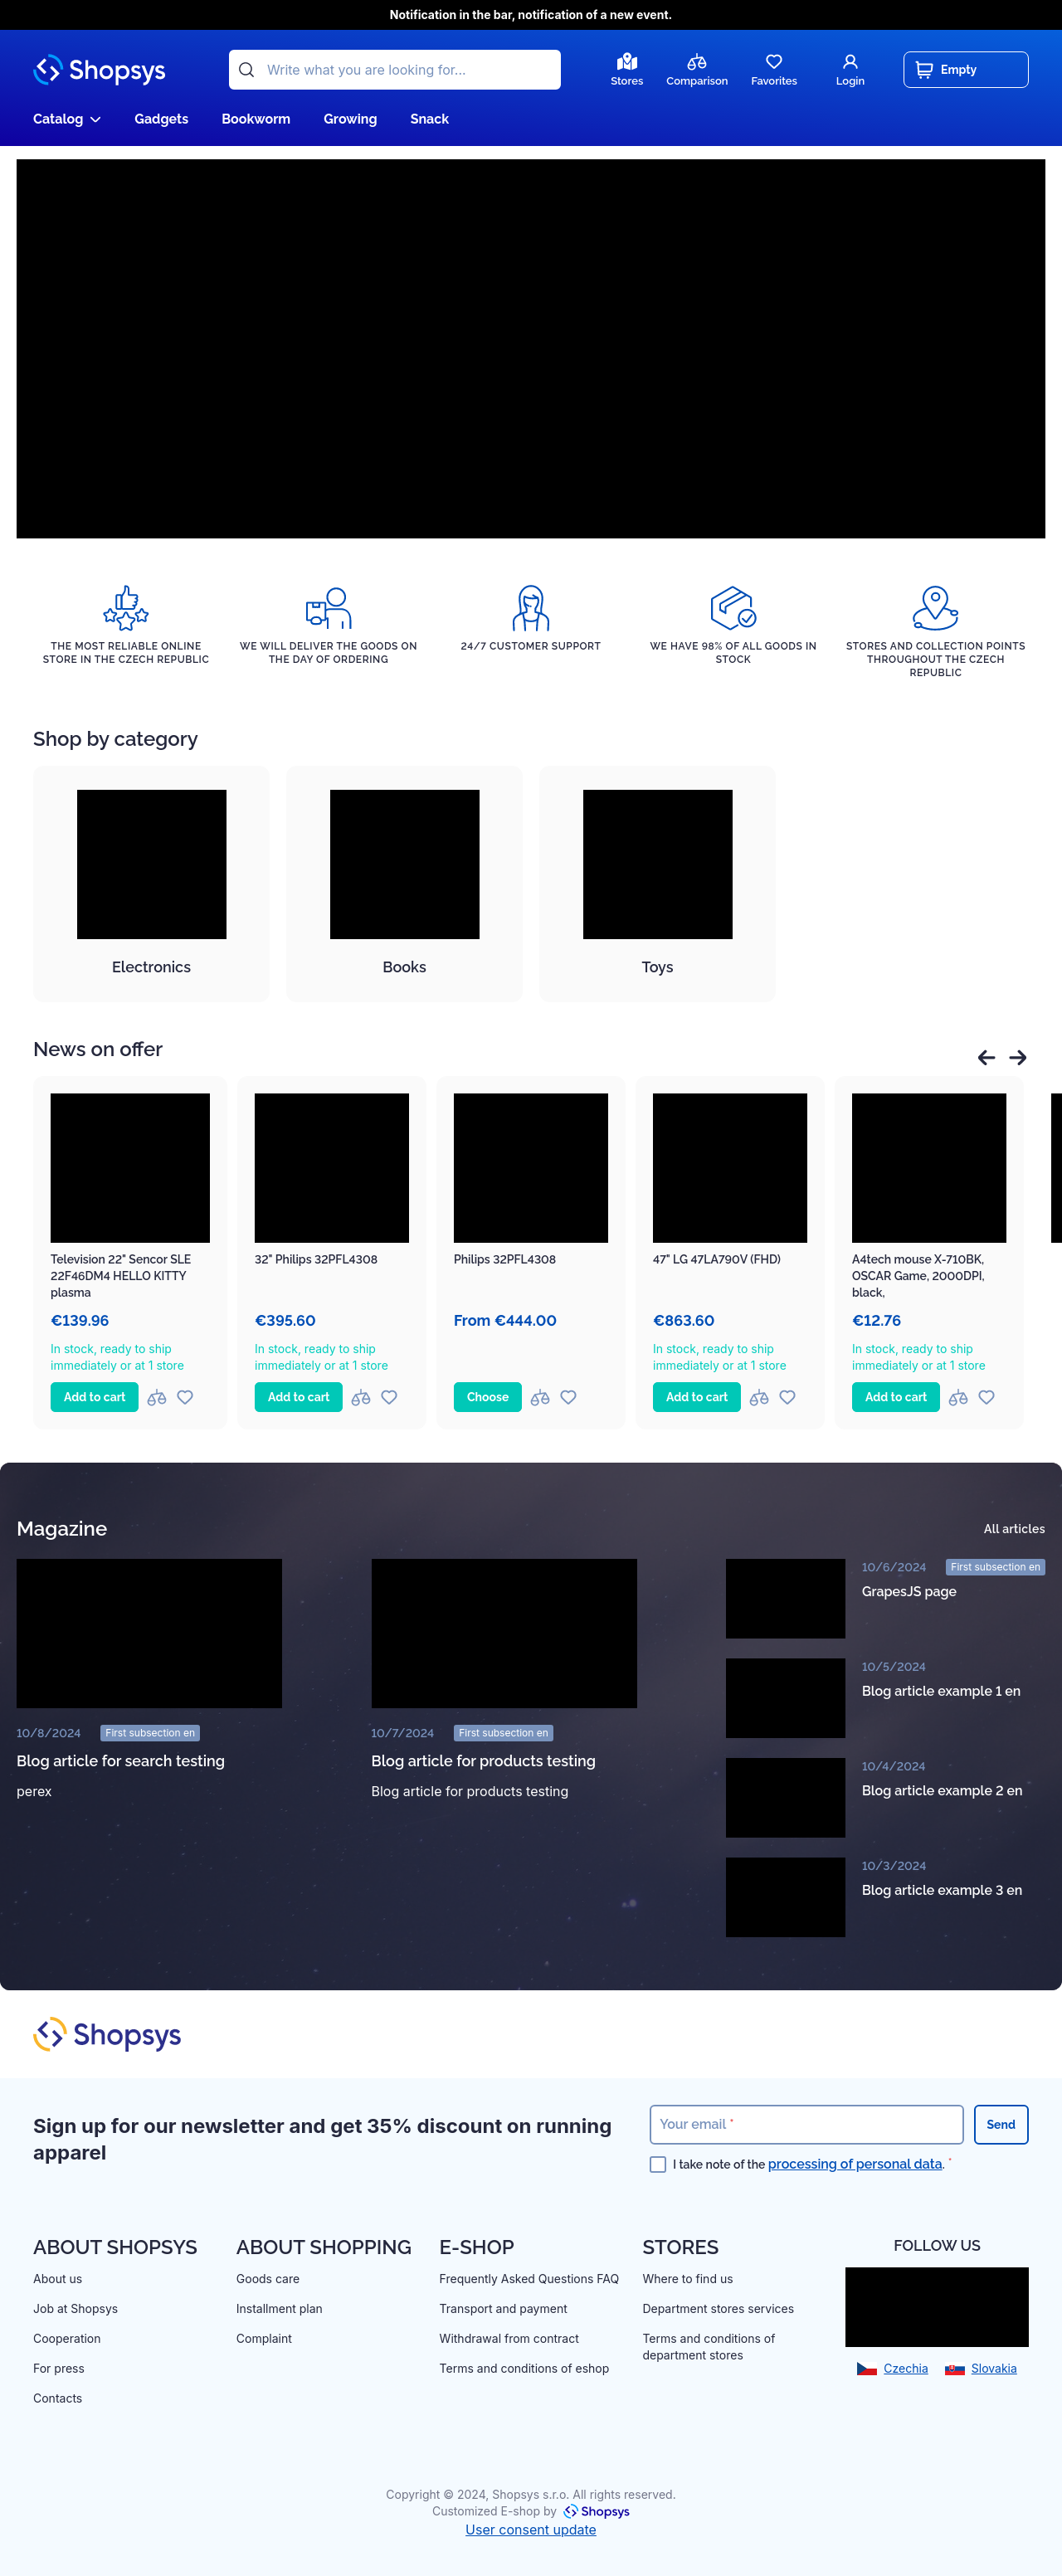 Notification in the bar, notification of a new event.
Shopsys
Write what you are looking for...
Stores
Comparison
Favorites
Login
Empty
Catalog
Gadgets
Bookworm
Growing
Snack
THE MOST RELIABLE ONLINE
STORE IN THE CZECH REPUBLIC
WE WILL DELIVER THE GOODS ON
THE DAY OF ORDERING
24/7 CUSTOMER SUPPORT
WE HAVE 98% OF ALL GOODS IN
STOCK
STORES AND COLLECTION POINTS
THROUGHOUT THE CZECH
REPUBLIC
Shop by category
Electronics
Books
Toys
News on offer
Television 22" Sencor SLE
22F46DM4 HELLO KITTY
plasma
€139.96
In stock, ready to ship
immediately or at 1 store
Add to cart
32" Philips 32PFL4308
€395.60
In stock, ready to ship
immediately or at 1 store
Add to cart
Philips 32PFL4308
From €444.00
Choose
47" LG 47LA790V (FHD)
€863.60
In stock, ready to ship
immediately or at 1 store
Add to cart
A4tech mouse X-710BK,
OSCAR Game, 2000DPI,
black,
€12.76
In stock, ready to ship
immediately or at 1 store
Add to cart
Magazine
All articles
10/8/2024
First subsection en
Blog article for search testing
perex
10/7/2024
First subsection en
Blog article for products testing
Blog article for products testing
10/6/2024
First subsection en
GrapesJS page
10/5/2024
Blog article example 1 en
10/4/2024
Blog article example 2 en
10/3/2024
Blog article example 3 en
Shopsys
Sign up for our newsletter and get 35% discount on running
apparel
Your email *
Send
I take note of the processing of personal data. *
ABOUT SHOPSYS
About us
Job at Shopsys
Cooperation
For press
Contacts
ABOUT SHOPPING
Goods care
Installment plan
Complaint
E-SHOP
Frequently Asked Questions FAQ
Transport and payment
Withdrawal from contract
Terms and conditions of eshop
STORES
Where to find us
Department stores services
Terms and conditions of
department stores
FOLLOW US
Czechia
Slovakia
Copyright © 2024, Shopsys s.r.o. All rights reserved.
Customized E-shop by Shopsys
User consent update